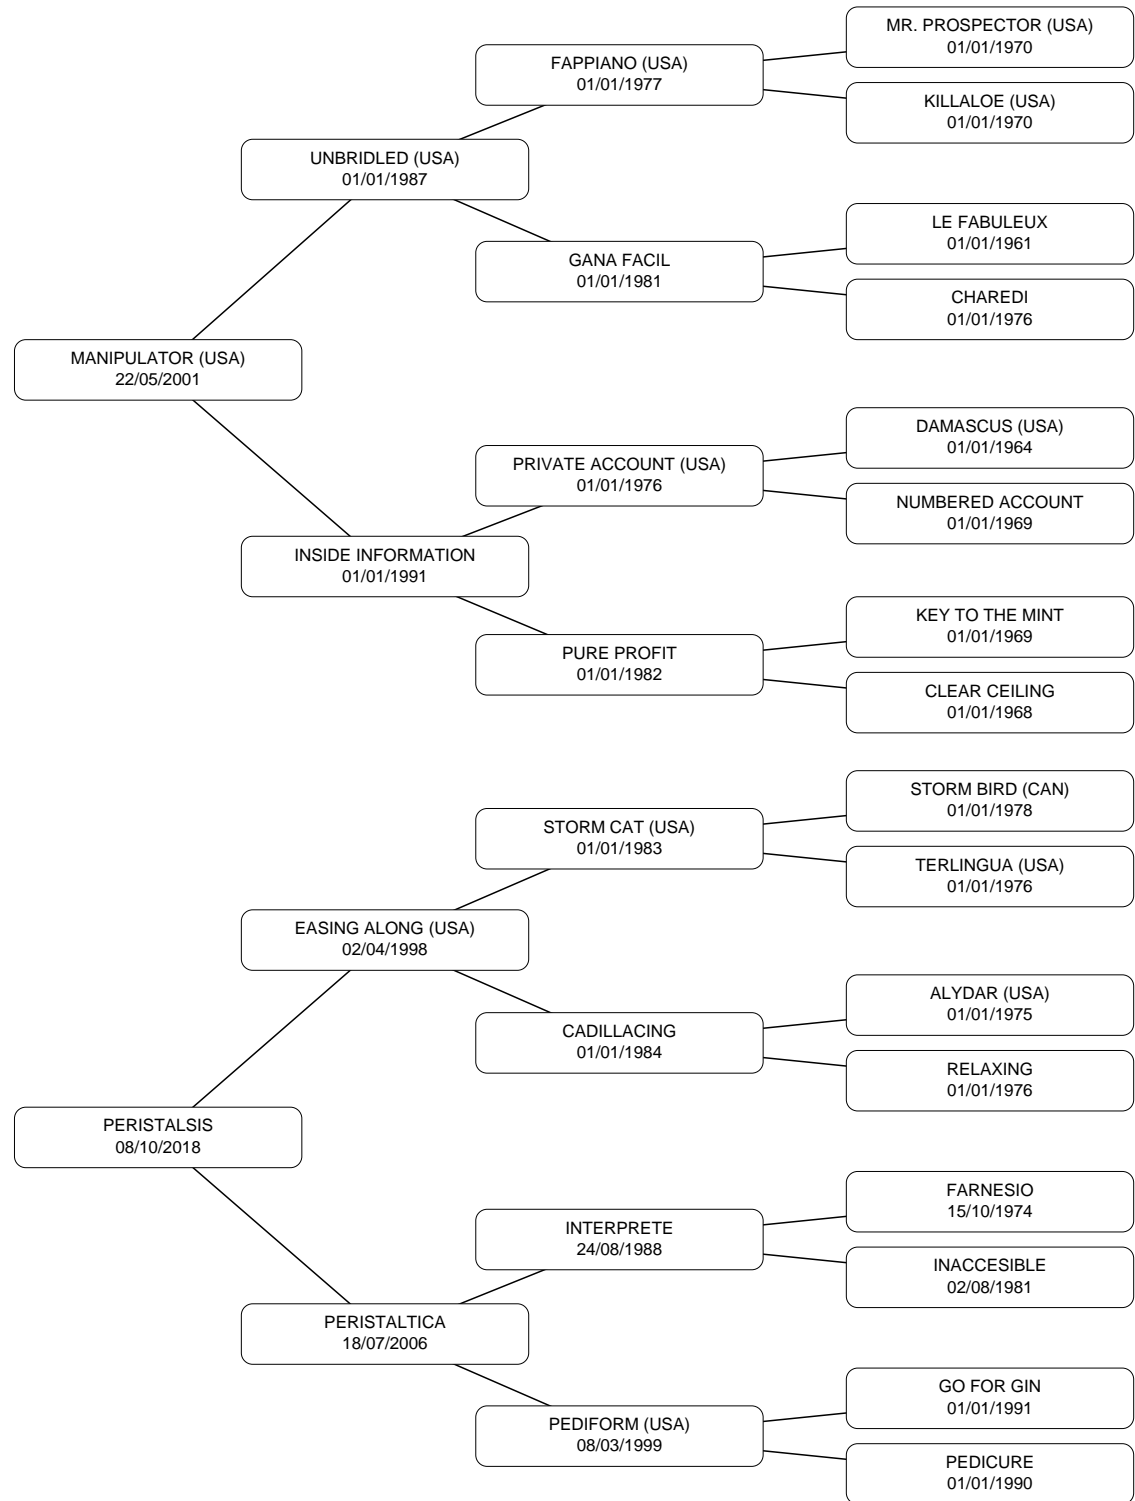 MR. PROSPECTOR (USA)
01/01/1970
FAPPIANO (USA)
01/01/1977
KILLALOE (USA)
01/01/1970
UNBRIDLED (USA)
01/01/1987
LE FABULEUX
01/01/1961
GANA FACIL
01/01/1981
CHAREDI
01/01/1976
MANIPULATOR (USA)
22/05/2001
DAMASCUS (USA)
01/01/1964
PRIVATE ACCOUNT (USA)
01/01/1976
NUMBERED ACCOUNT
01/01/1969
INSIDE INFORMATION
01/01/1991
KEY TO THE MINT
01/01/1969
PURE PROFIT
01/01/1982
CLEAR CEILING
01/01/1968
STORM BIRD (CAN)
01/01/1978
STORM CAT (USA)
01/01/1983
TERLINGUA (USA)
01/01/1976
EASING ALONG (USA)
02/04/1998
ALYDAR (USA)
01/01/1975
CADILLACING
01/01/1984
RELAXING
01/01/1976
PERISTALSIS
08/10/2018
FARNESIO
15/10/1974
INTERPRETE
24/08/1988
INACCESIBLE
02/08/1981
PERISTALTICA
18/07/2006
GO FOR GIN
01/01/1991
PEDIFORM (USA)
08/03/1999
PEDICURE
01/01/1990